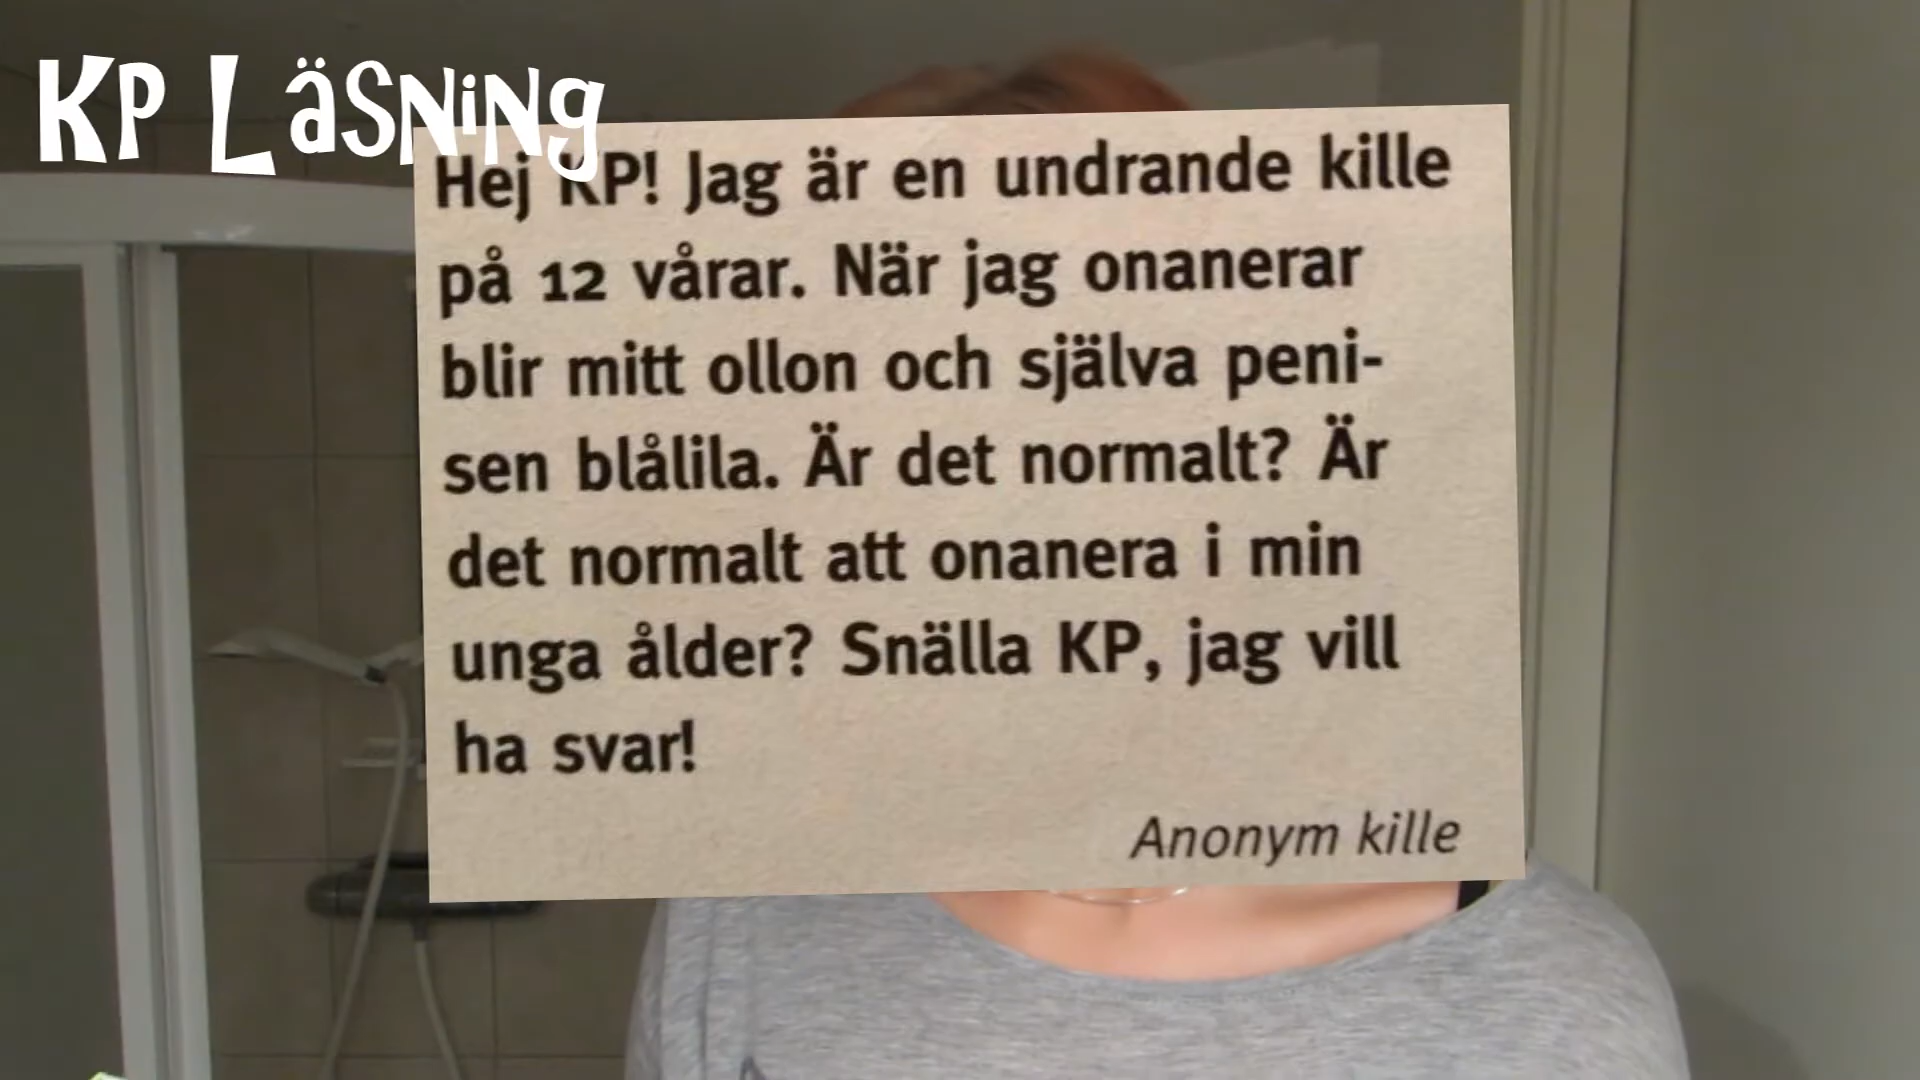 KP Läsning
Hej KP! Jag är en undrande kille
på 12 vårar. När jag onanerar
blir mitt ollon och själva peni-
sen blålila. Är det normalt? Är
det normalt att onanera i min
unga ålder? Snälla KP, jag vill
ha svar!
Anonym kille